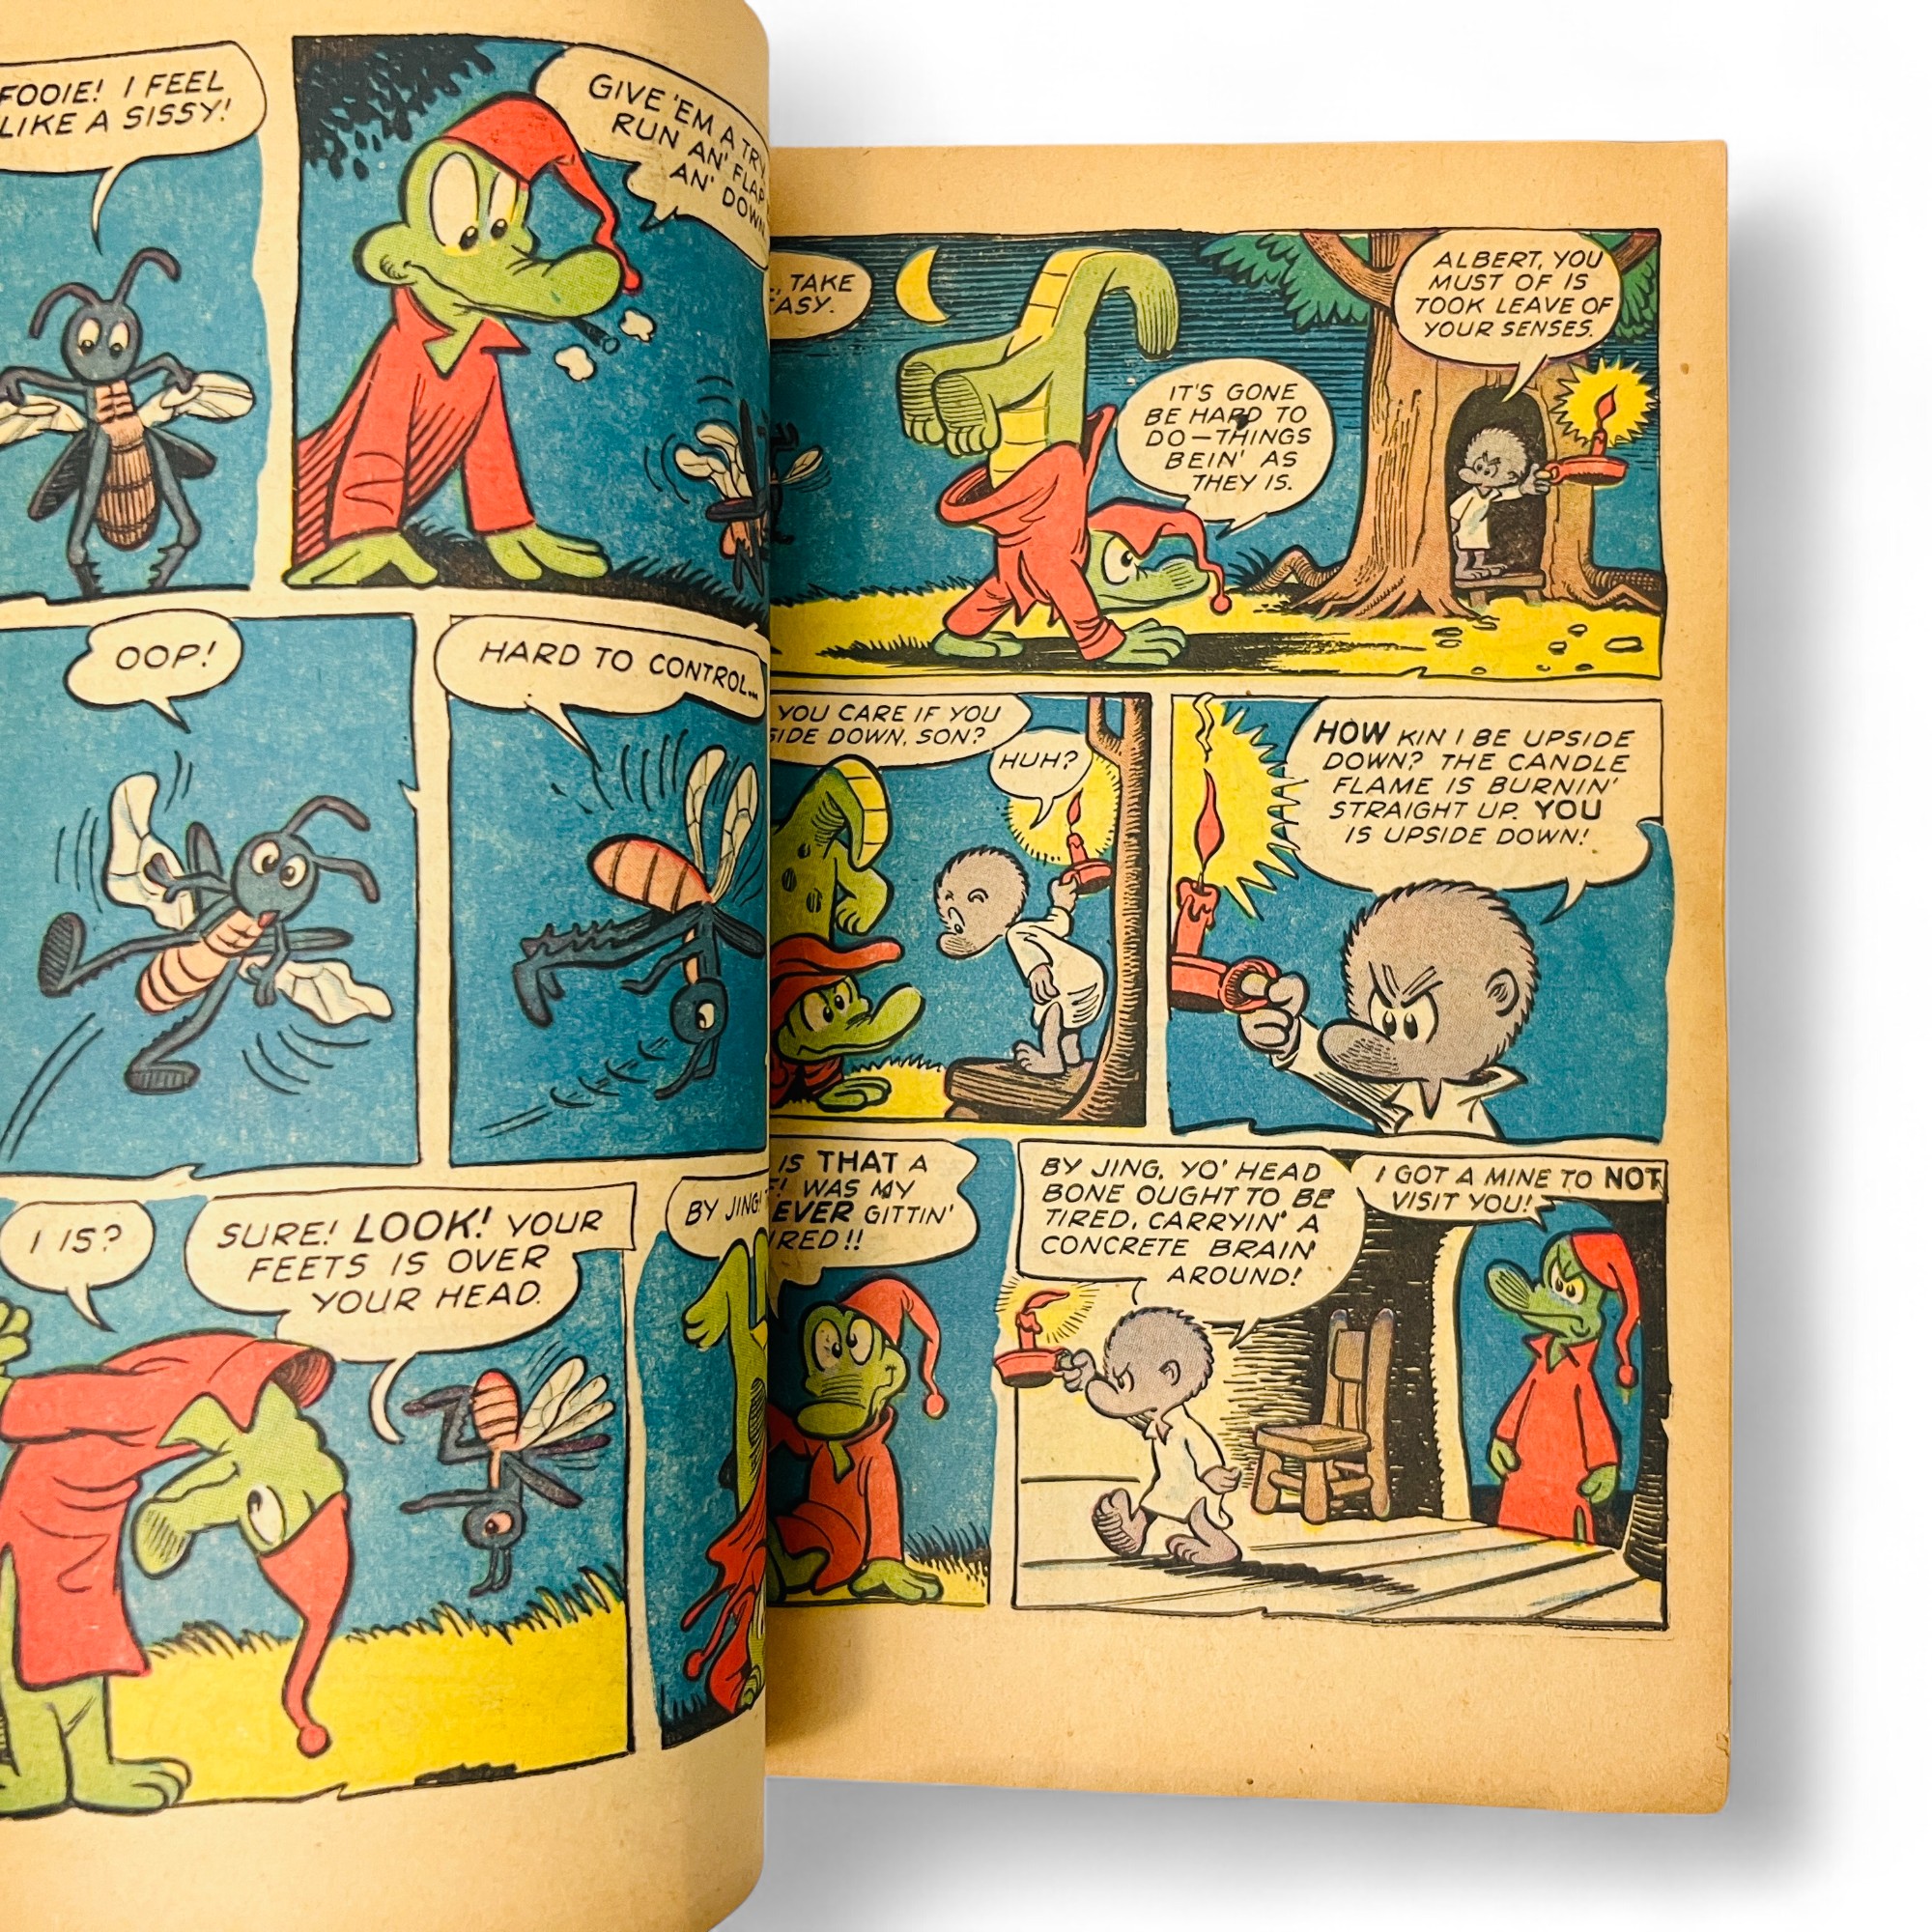 FOOIE! I FEEL
LIKE A SISSY!
GIVE 'EM A TRY
RUN AN' FLAP
AN' DOWN
OOP!
HARD TO CONTROL...
I IS?
SURE! LOOK! YOUR
FEETS IS OVER
YOUR HEAD.
BY JING!
TAKE
ALBERT, YOU
MUST OF IS
TOOK LEAVE OF
YOUR SENSES.
IT'S GONE
BE HARD TO
DO—THINGS
BEIN' AS
THEY IS.
YOU CARE IF YOU
DOWN, SON?
HUH?
HOW KIN I BE UPSIDE
DOWN? THE CANDLE
FLAME IS BURNIN'
STRAIGHT UP. YOU
IS UPSIDE DOWN!
IS THAT A
WAS MY
EVER GITTIN'
BY JING, YO' HEAD
BONE OUGHT TO BE
TIRED, CARRYIN' A
CONCRETE BRAIN
AROUND!
I GOT A MINE TO NOT
VISIT YOU!